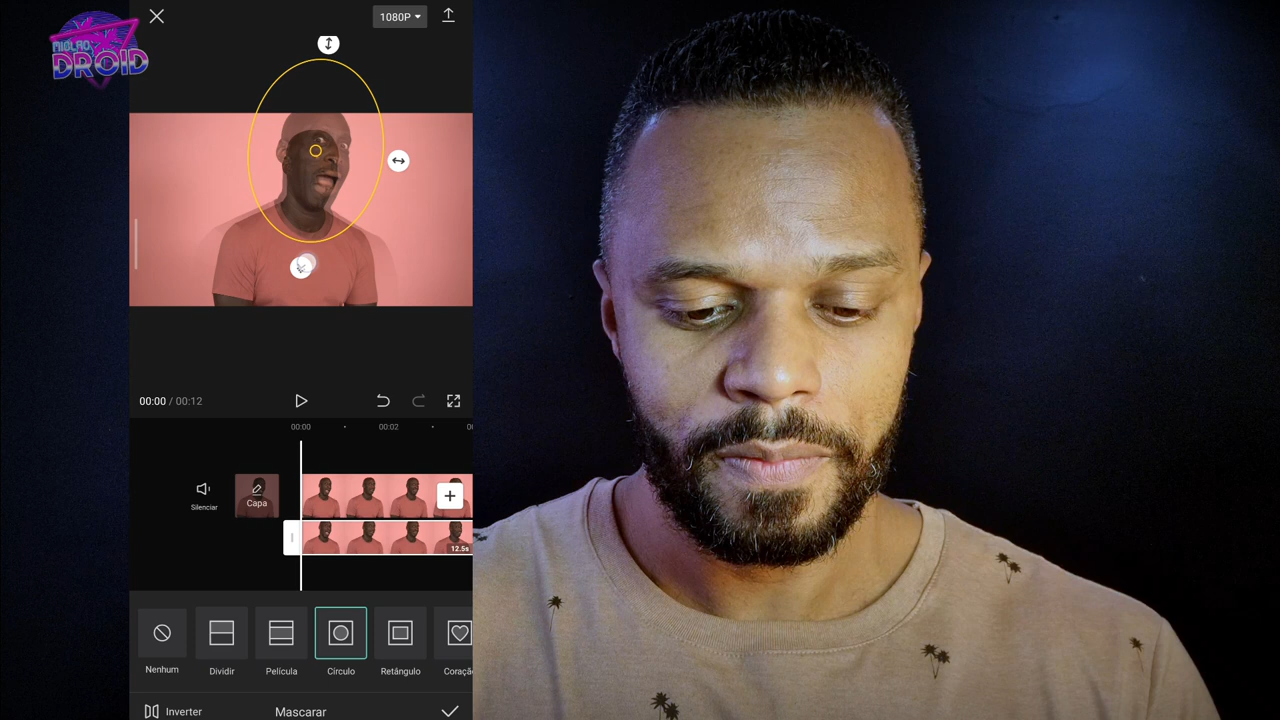 MIOLÃO
DROID
1080P
00:00 / 00:12
00:00
00:02
Silenciar
Capa
12.5s
Nenhum
Dividir
Película
Círculo
Retângulo
Inverter
Mascarar